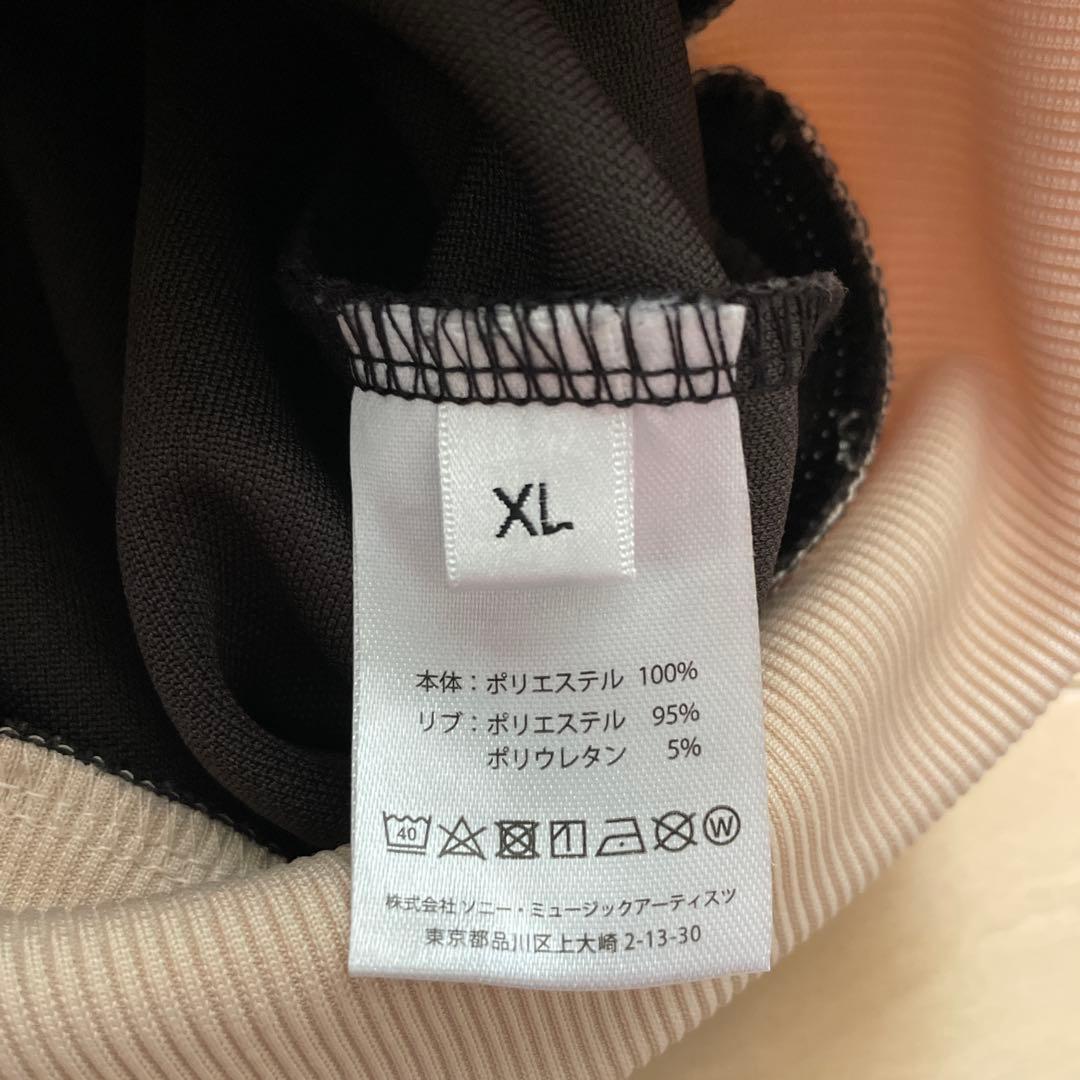 XL
本体：ポリエステル 100%
リブ：ポリエステル 95%
ポリウレタン 5%
40 W
株式会社 ソニー・ミュージックアーティスツ
東京都品川区上大崎 2-13-30